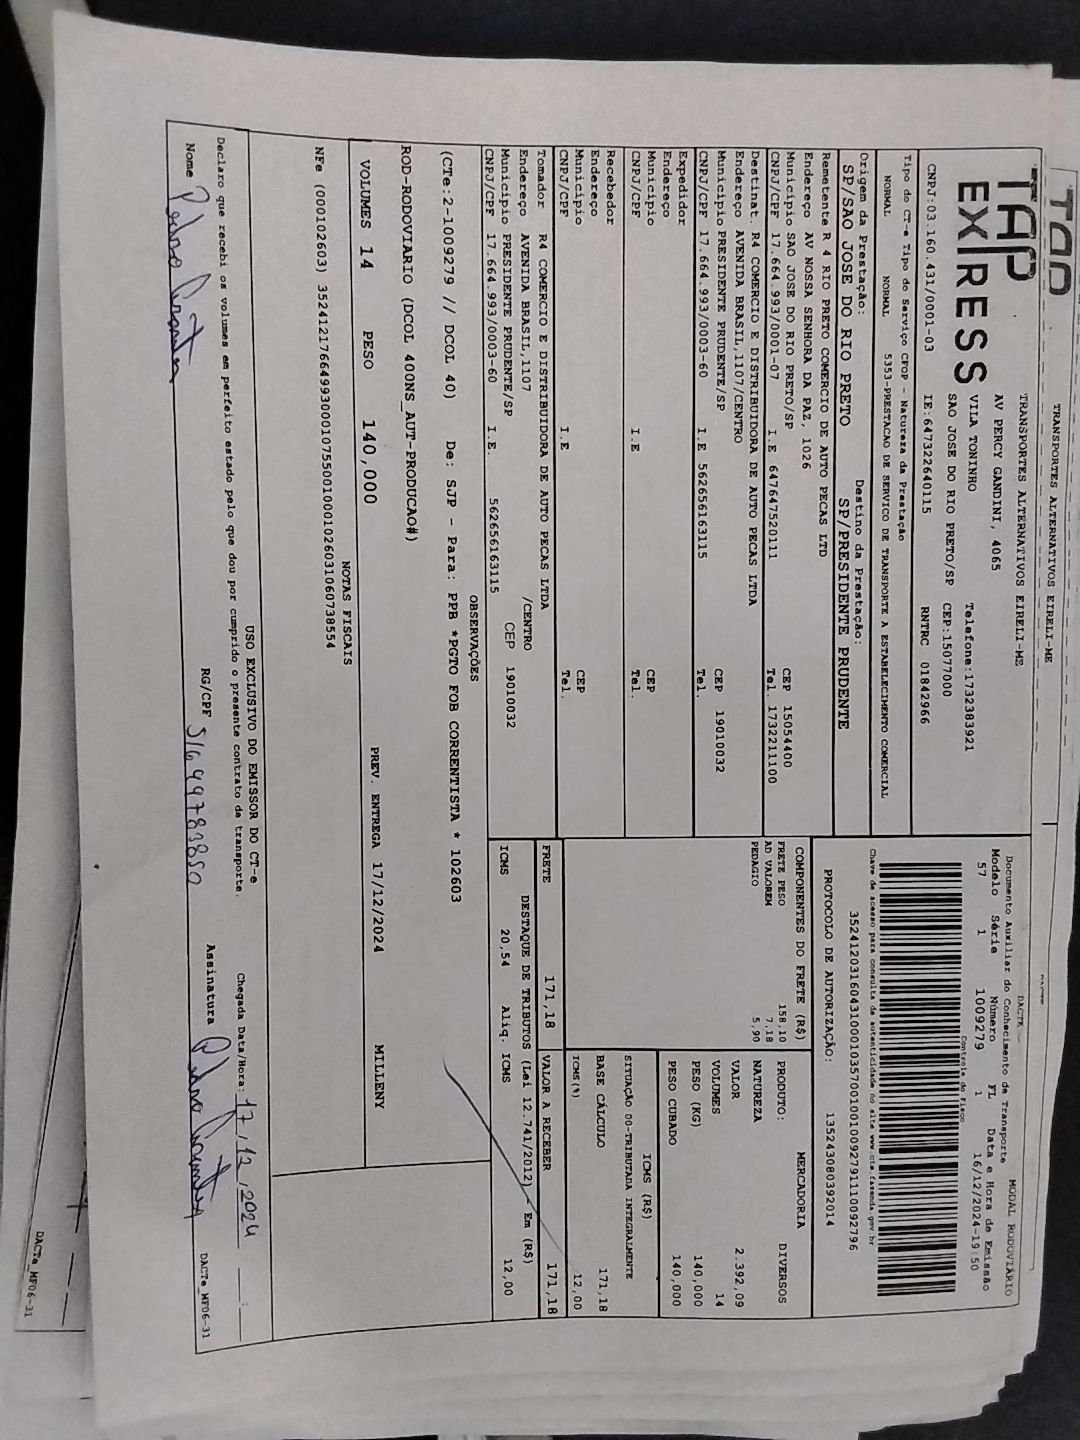 TRANSPORTES ALTERNATIVOS EIRELI-ME
TAP
EXPRESS
TRANSPORTES ALTERNATIVOS EIRELI-ME
AV PERCY GANDINI, 4065
VILA TONINHO
SAO JOSE DO RIO PRETO/SP
Telefone:1732383921
CEP:15077000
CNPJ:03.160.431/0001-03 IE:647322640115 RNTRC 01842966
DACTE MODAL RODOVIÁRIO
Documento Auxiliar do Conhecimento de Transporte
Modelo Série Número FL Data e Hora de Emissão
57 1 1009279 1 16/12/2024-19:50
Controle do Fisco
Chave de acesso para consulta de autenticidade no site www.cte.fazenda.gov.br
35241203160431000103570010010092791110092796
PROTOCOLO DE AUTORIZAÇÃO: 135243080392014
Tipo do CT-e Tipo do Serviço CFOP - Natureza da Prestação
NORMAL NORMAL 5353-PRESTACAO DE SERVICO DE TRANSPORTE A ESTABELECIMENTO COMERCIAL
Origem da Prestação: Destino da Prestação:
SP/SAO JOSE DO RIO PRETO SP/PRESIDENTE PRUDENTE
Remetente R 4 RIO PRETO COMERCIO DE AUTO PECAS LTD
Endereço AV NOSSA SENHORA DA PAZ, 1026
Município SAO JOSE DO RIO PRETO/SP CEP 15054400
CNPJ/CPF 17.664.993/0001-07 I.E 647647520111 Tel. 1732211100
Destinat. R4 COMERCIO E DISTRIBUIDORA DE AUTO PECAS LTDA
Endereço AVENIDA BRASIL,1107/CENTRO
Município PRESIDENTE PRUDENTE/SP CEP 19010032
CNPJ/CPF 17.664.993/0003-60 I.E 562656163115 Tel.
Expedidor
Endereço
Município CEP
CNPJ/CPF I.E Tel.
Recebedor
Endereço
Município CEP
CNPJ/CPF I.E Tel.
Tomador R4 COMERCIO E DISTRIBUIDORA DE AUTO PECAS LTDA
Endereço AVENIDA BRASIL,1107 /CENTRO
Município PRESIDENTE PRUDENTE/SP CEP 19010032
CNPJ/CPF 17.664.993/0003-60 I.E. 562656163115
COMPONENTES DO FRETE (R$)
FRETE PESO 158,10
AD VALOREM 7,18
PEDAGIO 5,90
PRODUTO: MERCADORIA
NATUREZA DIVERSOS
VALOR 2.392,09
VOLUMES 14
PESO (KG) 140,000
PESO CUBADO 140,000
ICMS (R$)
SITUAÇÃO 00-TRIBUTADA INTEGRALMENTE
BASE CÁLCULO 171,18
ICMS(%) 12,00
FRETE 171,18 VALOR A RECEBER 171,18
DESTAQUE DE TRIBUTOS (Lei 12.741/2012) - Em (R$)
ICMS 20,54 Aliq. ICMS 12,00
OBSERVAÇÕES
(CTe:2-1009279 // DCOL 40) De: SJP - Para: PPB *PGTO FOB CORRENTISTA * 102603
ROD-RODOVIARIO (DCOL 400NS_AUT-PRODUCAO#)
VOLUMES 14 PESO 140,000 PREV. ENTREGA 17/12/2024 MILLENY
NOTAS FISCAIS
NFe (000102603) 35241217664993000107550010001026031060738554
USO EXCLUSIVO DO EMISSOR DO CT-e
Declaro que recebi os volumes em perfeito estado pelo que dou por cumprido o presente contrato de transporte. Chegada Data/Hora: 17/12/2024 __:__
Nome RG/CPF Assinatura
DACTe_MF06-31
DACTe_MF06-31